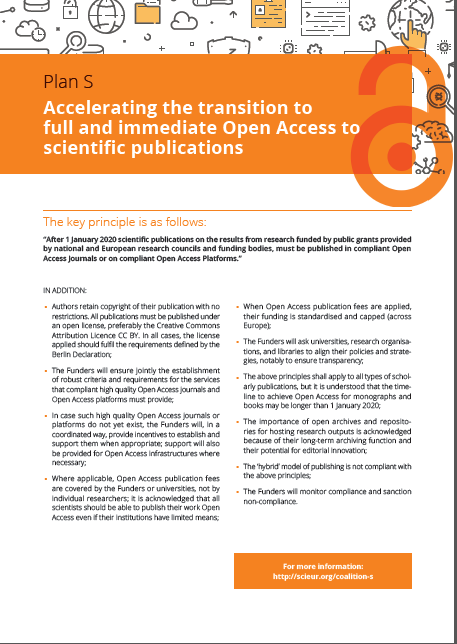 Plan S
Accelerating the transition to
full and immediate Open Access to
scientific publications
The key principle is as follows:
“After 1 January 2020 scientific publications on the results from research funded by public grants provided
by national and European research councils and funding bodies, must be published in compliant Open
Access Journals or on compliant Open Access Platforms.”
IN ADDITION:
- Authors retain copyright of their publication with no
restrictions. All publications must be published under
an open license, preferably the Creative Commons
Attribution Licence CC BY. In all cases, the license
applied should fulfil the requirements defined by the
Berlin Declaration;
- The Funders will ensure jointly the establishment
of robust criteria and requirements for the services
that compliant high quality Open Access journals and
Open Access platforms must provide;
- In case such high quality Open Access journals or
platforms do not yet exist, the Funders will, in a
coordinated way, provide incentives to establish and
support them when appropriate; support will also
be provided for Open Access infrastructures where
necessary;
- Where applicable, Open Access publication fees
are covered by the Funders or universities, not by
individual researchers; it is acknowledged that all
scientists should be able to publish their work Open
Access even if their institutions have limited means;
- When Open Access publication fees are applied,
their funding is standardised and capped (across
Europe);
- The Funders will ask universities, research organisa-
tions, and libraries to align their policies and strate-
gies, notably to ensure transparency;
- The above principles shall apply to all types of schol-
arly publications, but it is understood that the time-
line to achieve Open Access for monographs and
books may be longer than 1 January 2020;
- The importance of open archives and reposito-
ries for hosting research outputs is acknowledged
because of their long-term archiving function and
their potential for editorial innovation;
- The ‘hybrid’ model of publishing is not compliant with
the above principles;
- The Funders will monitor compliance and sanction
non-compliance.
For more information:
http://scieur.org/coalition-s